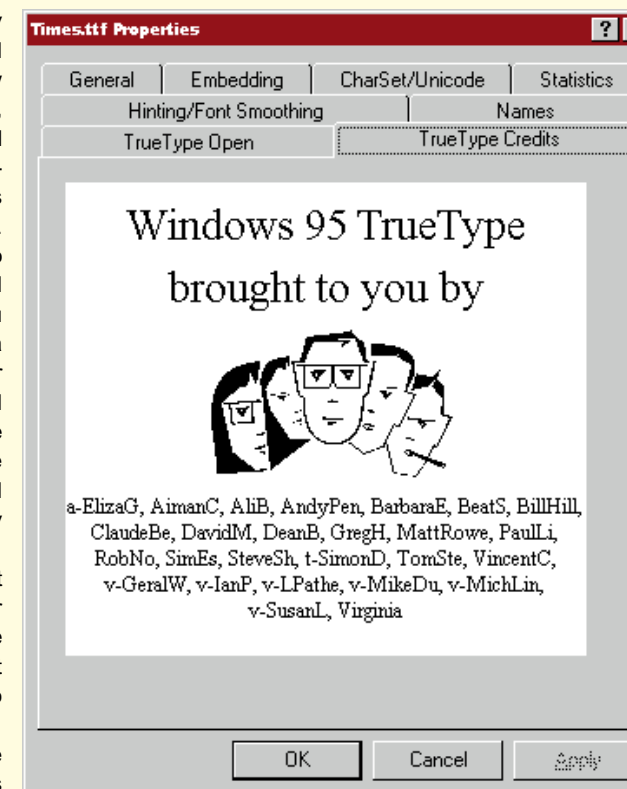 Times.ttf Properties
?
General Embedding CharSet/Unicode Statistics
Hinting/Font Smoothing Names
TrueType Open TrueType Credits
Windows 95 TrueType
brought to you by
a-ElizaG, AimanC, AliB, AndyPen, BarbaraE, BeatS, BillHill,
ClaudeBe, DavidM, DeanB, GregH, MattRowe, PaulLi,
RobNo, SimEs, SteveSh, t-SimonD, TomSte, VincentC,
v-GeralW, v-IanP, v-LPathe, v-MikeDu, v-MichLin,
v-SusanL, Virginia
OK Cancel Apply